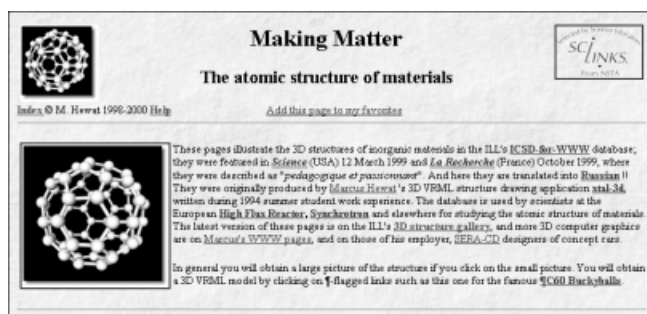 Making Matter
The atomic structure of materials
Selected by Science Education
SCI
LINKS.
From NSTA
Index © M. Hewat 1998-2000 Help
Add this page to my favorites
These pages illustrate the 3D structures of inorganic materials in the ILL's ICSD-for-WWW database;
they were featured in Science (USA) 12 March 1999 and La Recherche (France) October 1999, where
they were described as "pedagogique et passionnant". And here they are translated into Russian !!
They were originally produced by Marcus Hewat's 3D VRML structure drawing application xtal-3d,
written during 1994 summer student work experience. The database is used by scientists at the
European High Flux Reactor, Synchrotron and elsewhere for studying the atomic structure of materials.
The latest version of these pages is on the ILL's 3D structure gallery, and more 3D computer graphics
are on Marcus's WWW pages, and on those of his employer, SERA-CD designers of concept cars.
In general you will obtain a large picture of the structure if you click on the small picture. You will obtain
a 3D VRML model by clicking on ¶-flagged links such as this one for the famous ¶C60 Buckyballs.